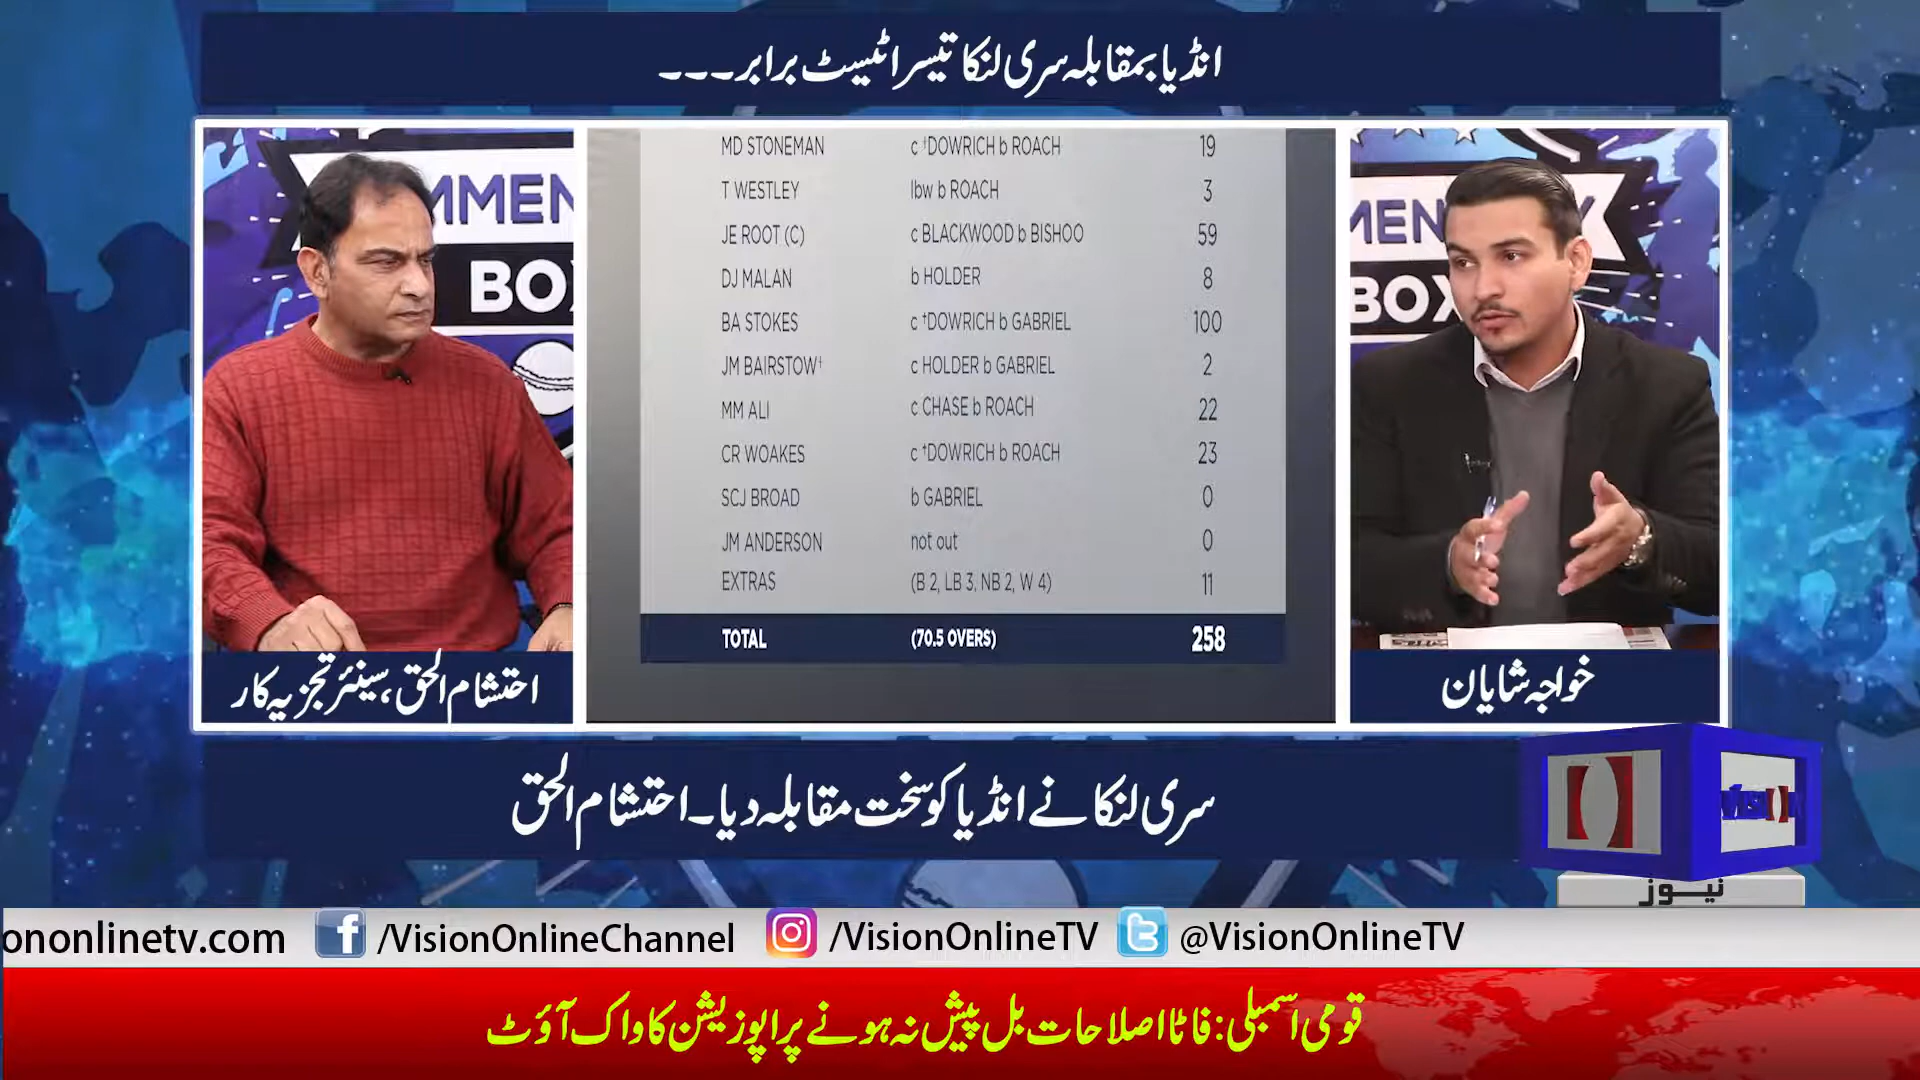 انڈیا بمقابلہ سری لنکا تیسرا ٹیسٹ برابر۔۔۔
MMEN
BO
MD STONEMAN c †DOWRICH b ROACH 19
T WESTLEY lbw b ROACH 3
JE ROOT (C) c BLACKWOOD b BISHOO 59
DJ MALAN b HOLDER 8
BA STOKES c †DOWRICH b GABRIEL 100
JM BAIRSTOW† c HOLDER b GABRIEL 2
MM ALI c CHASE b ROACH 22
CR WOAKES c †DOWRICH b ROACH 23
SCJ BROAD b GABRIEL 0
JM ANDERSON not out 0
EXTRAS (B 2, LB 3, NB 2, W 4) 11
TOTAL (70.5 OVERS) 258
MEN
BOX
احتشام الحق، سینئر تجزیہ کار
خواجہ شایان
سری لنکا نے انڈیا کو سخت مقابلہ دیا۔ احتشام الحق
VISION
نیوز
ononlinetv.com /VisionOnlineChannel /VisionOnlineTV @VisionOnlineTV
قومی اسمبلی: فاٹا اصلاحات بل پیش نہ ہونے پر اپوزیشن کا واک آؤٹ